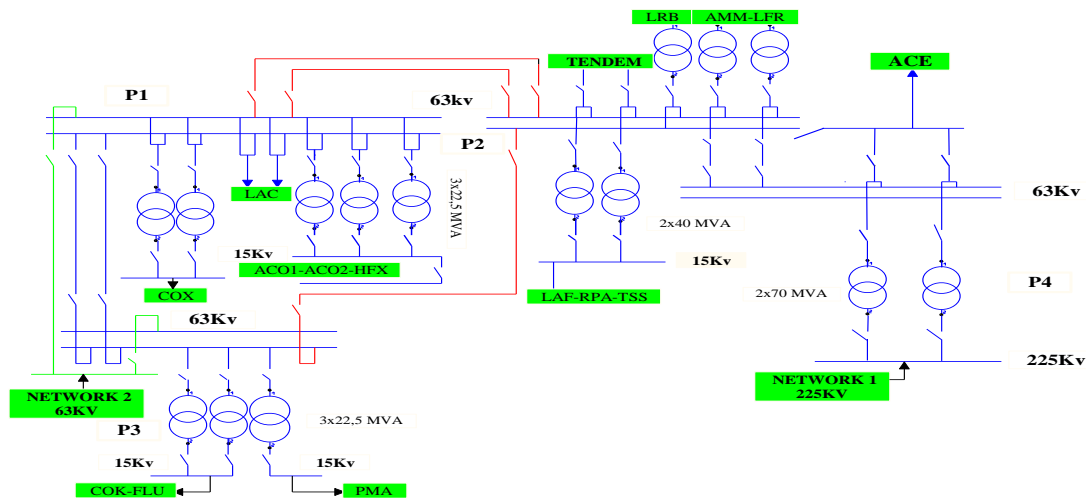 LRB
AMM-LFR
TENDEM
ACE
P1
63kv
P2
LAC
3x22,5 MVA
63Kv
2x40 MVA
15Kv
15Kv
ACO1-ACO2-HFX
P4
COX
LAF-RPA-TSS
2x70 MVA
63Kv
225Kv
NETWORK 2
63KV
NETWORK 1
225KV
P3
3x22,5 MVA
15Kv
15Kv
COK-FLU
PMA